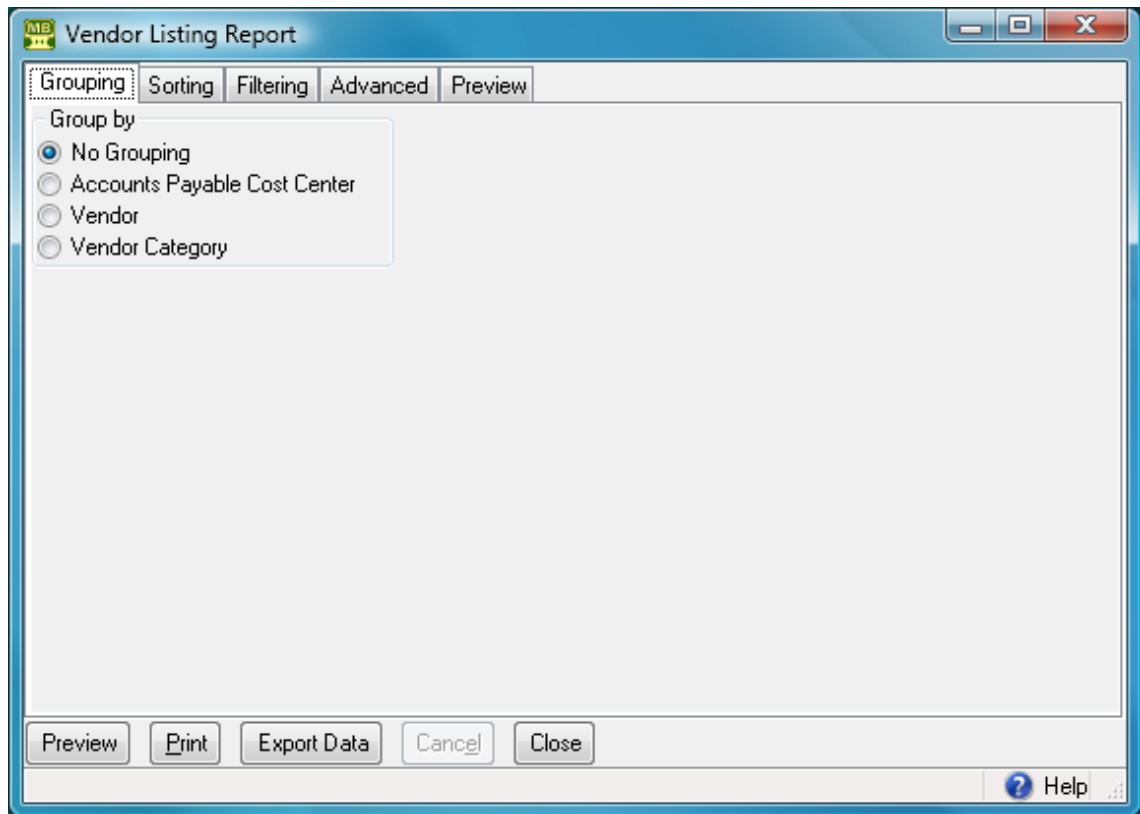 MB
Vendor Listing Report
X
Grouping Sorting Filtering Advanced Preview
Group by
No Grouping
Accounts Payable Cost Center
Vendor
Vendor Category
Preview Print Export Data Cancel Close
? Help